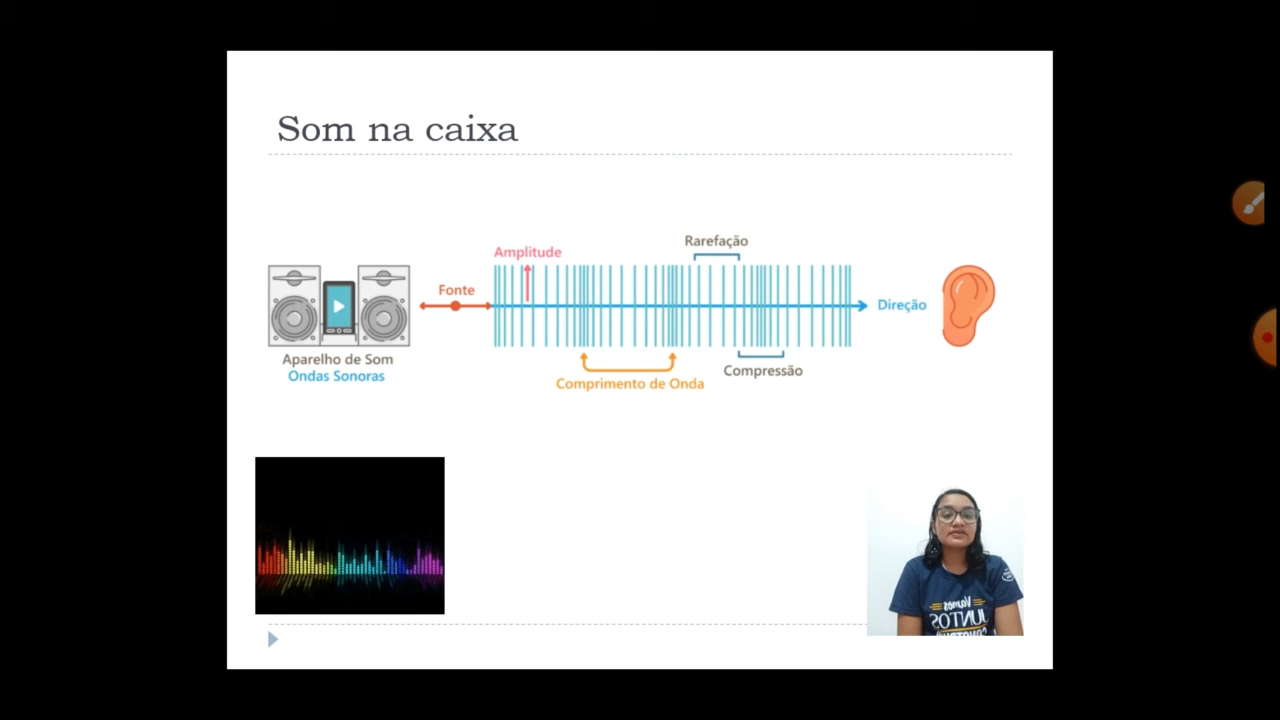 Som na caixa
Rarefação
Amplitude
Fonte
Direção
Aparelho de Som
Ondas Sonoras
Compressão
Comprimento de Onda
Vamos
JUNTOS